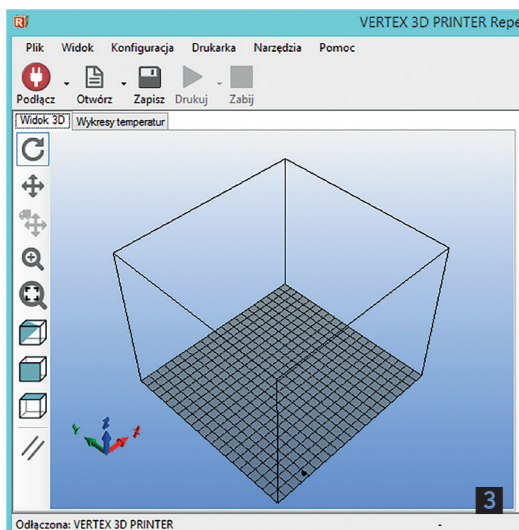 VERTEX 3D PRINTER Repe
Plik Widok Konfiguracja Drukarka Narzędzia Pomoc
Podłącz Otwórz Zapisz Drukuj Zabij
Widok 3D Wykresy temperatur
Y Z X
3
Odłączona: VERTEX 3D PRINTER -